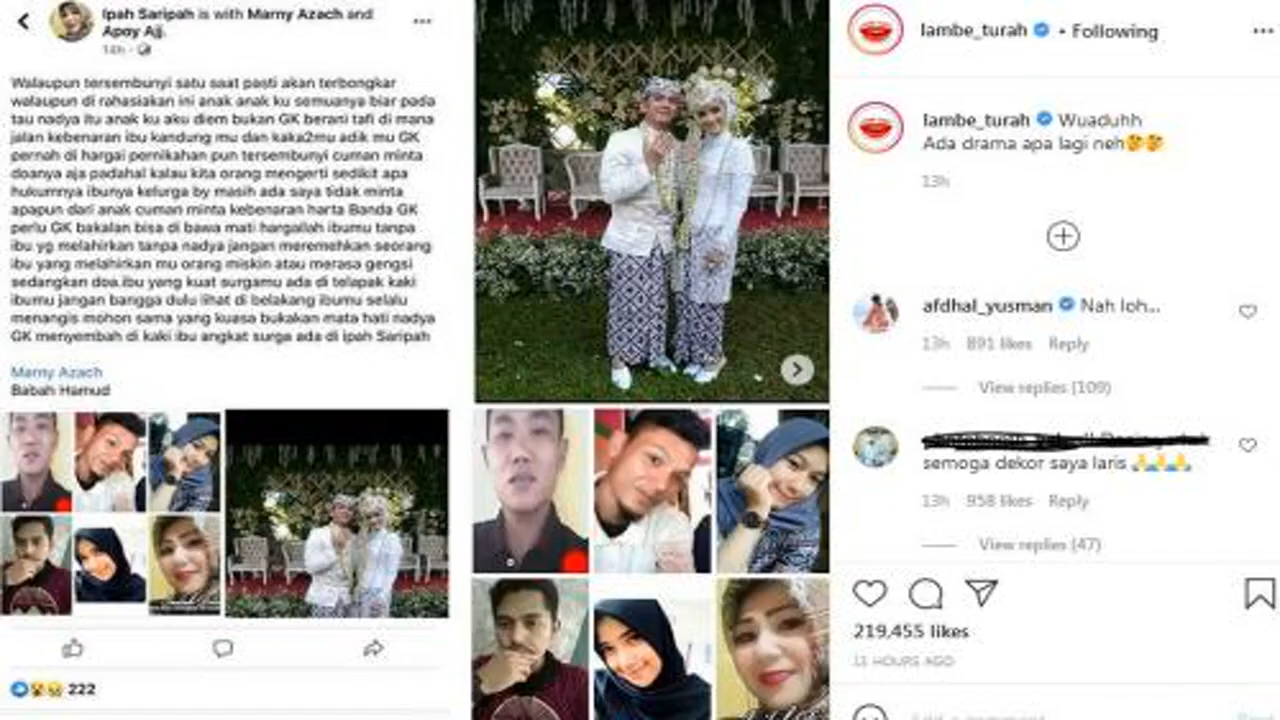 Ipah Saripah is with Marny Azach and
Apoy Ajj.
14h
Walaupun tersembunyi satu saat pasti akan terbongkar
walaupun di rahasiakan ini anak anak ku semuanya biar pada
tau nadya itu anak ku aku diem bukan GK berani tafi di mana
jalan kebenaran ibu kandung mu dan kaka2mu adik mu GK
pernah di hargai pernikahan pun tersembunyi cuman minta
doanya aja padahal kalau kita orang mengerti sedikit apa
hukumnya ibunya kelurga by masih ada saya tidak minta
apapun dari anak cuman minta kebenaran harta Banda GK
perlu GK bakalan bisa di bawa mati hargallah ibumu tanpa
ibu yg melahirkan tanpa nadya jangan meremehkan seorang
ibu yang melahirkan mu orang miskin atau merasa gengsi
sedangkan doa.ibu yang kuat surgamu ada di telapak kaki
ibumu jangan bangga dulu lihat di belakang ibumu selalu
menangis mohon sama yang kuasa bukakan mata hati nadya
GK menyembah di kaki ibu angkat surga ada di ipah Saripah
Marny Azach
Babah Hamud
222
lambe_turah • Following
lambe_turah Wuaduhh
Ada drama apa lagi neh🤔🤔
13h
afdhal_yusman Nah loh...
13h 891 likes Reply
View replies (109)
semoga dekor saya laris 🙏🙏🙏
13h 958 likes Reply
View replies (47)
219,455 likes
11 HOURS AGO